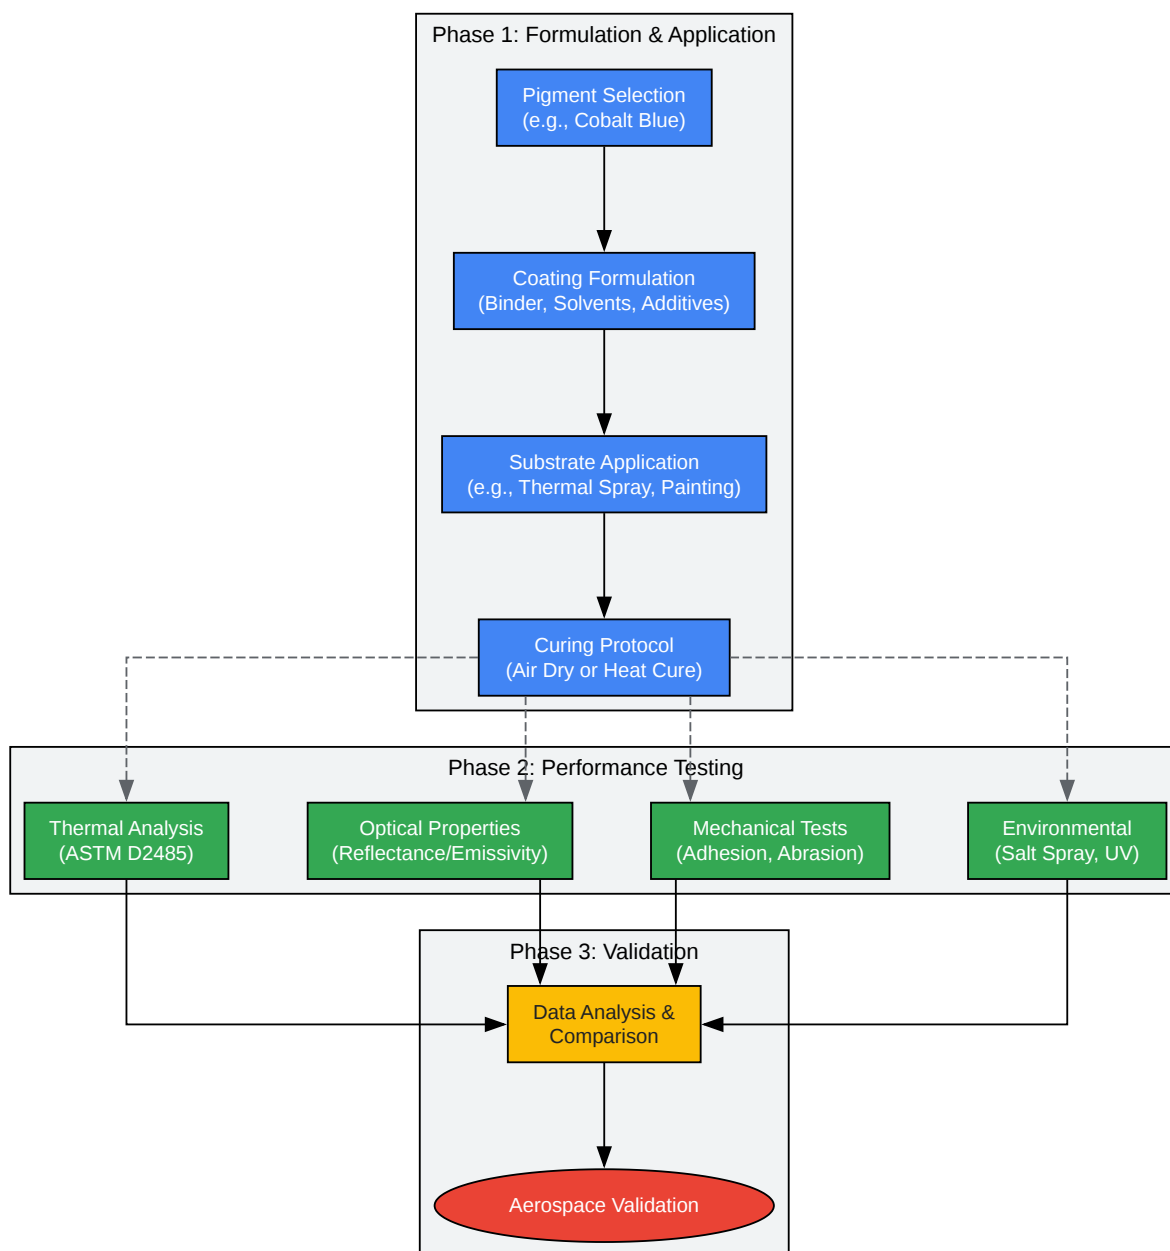 Phase 1: Formulation & Application
Pigment Selection
(e.g., Cobalt Blue)
Coating Formulation
(Binder, Solvents, Additives)
Substrate Application
(e.g., Thermal Spray, Painting)
Curing Protocol
(Air Dry or Heat Cure)
Phase 2: Performance Testing
Thermal Analysis
(ASTM D2485)
Optical Properties
(Reflectance/Emissivity)
Mechanical Tests
(Adhesion, Abrasion)
Environmental
(Salt Spray, UV)
Phase 3: Validation
Data Analysis &
Comparison
Aerospace Validation